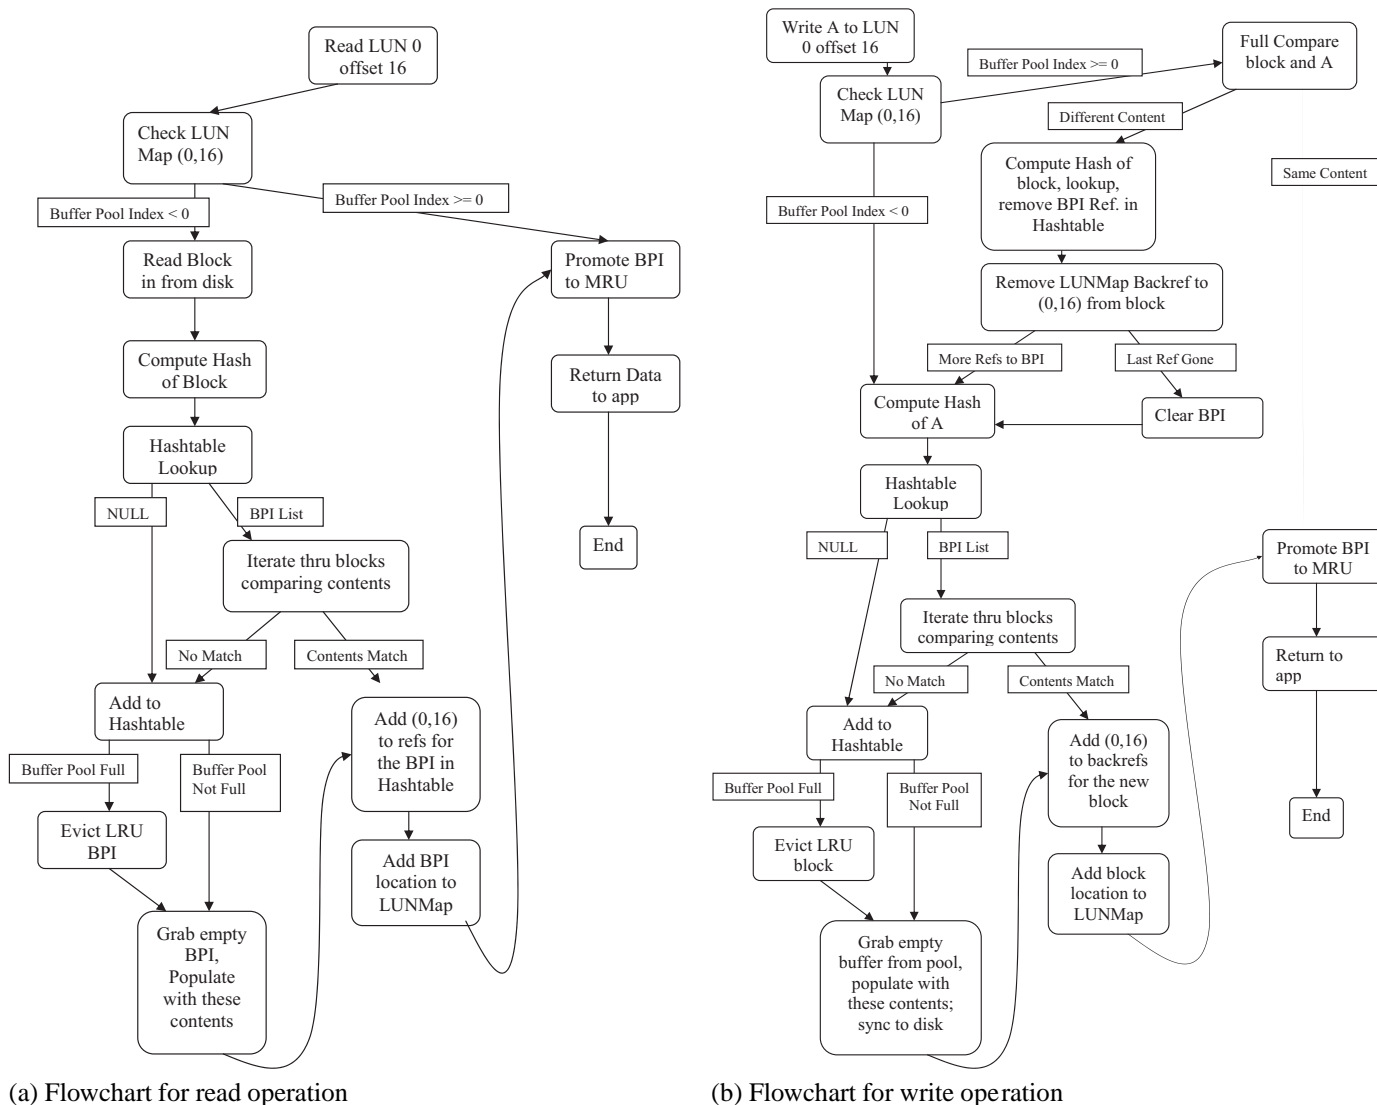 Read LUN 0
offset 16
Check LUN
Map (0,16)
Buffer Pool Index < 0
Buffer Pool Index >= 0
Read Block
in from disk
Promote BPI
to MRU
Compute Hash
of Block
Return Data
to app
Hashtable
Lookup
NULL
BPI List
End
Iterate thru blocks
comparing contents
No Match
Contents Match
Add to
Hashtable
Add (0,16)
to refs for
the BPI in
Hashtable
Buffer Pool Full
Buffer Pool
Not Full
Evict LRU
BPI
Add BPI
location to
LUNMap
Grab empty
BPI,
Populate
with these
contents
(a) Flowchart for read operation
Write A to LUN
0 offset 16
Buffer Pool Index >= 0
Full Compare
block and A
Check LUN
Map (0,16)
Different Content
Same Content
Compute Hash of
block, lookup,
remove BPI Ref. in
Hashtable
Buffer Pool Index < 0
Remove LUNMap Backref to
(0,16) from block
More Refs to BPI
Last Ref Gone
Compute Hash
of A
Clear BPI
Hashtable
Lookup
NULL
BPI List
Promote BPI
to MRU
Iterate thru blocks
comparing contents
Return to
app
No Match
Contents Match
Add to
Hashtable
Add (0,16)
to backrefs
for the new
block
Buffer Pool Full
Buffer Pool
Not Full
End
Evict LRU
block
Add block
location to
LUNMap
Grab empty
buffer from pool,
populate with
these contents;
sync to disk
(b) Flowchart for write operation